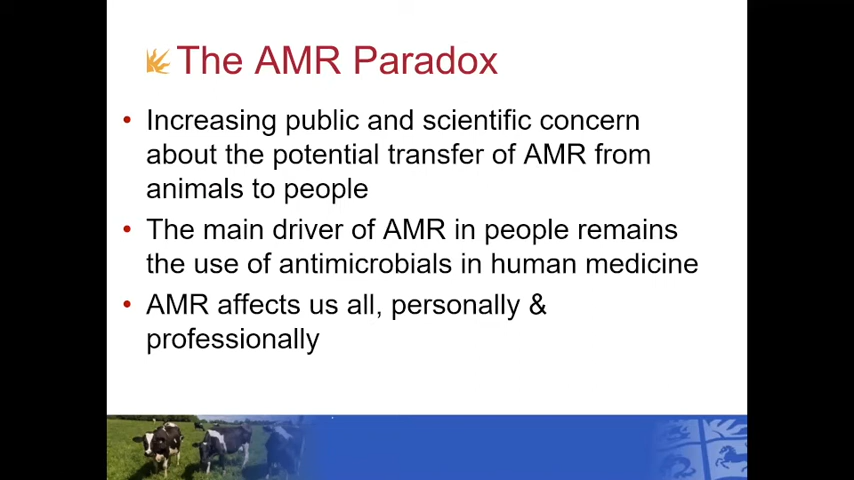 The AMR Paradox
• Increasing public and scientific concern
about the potential transfer of AMR from
animals to people
• The main driver of AMR in people remains
the use of antimicrobials in human medicine
• AMR affects us all, personally &
professionally